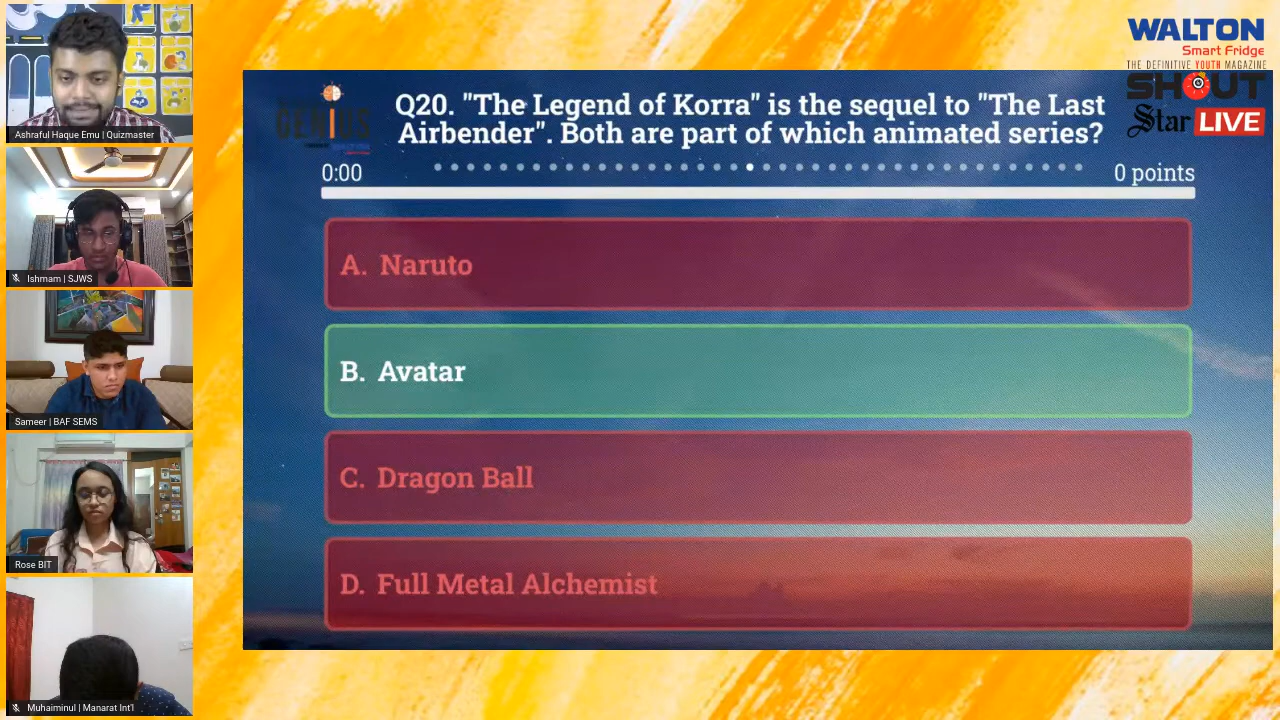 Ashraful Haque Emu | Quizmaster
Ishmam | SJWS
Sameer | BAF SEMS
Rose BIT
Muhaiminul | Manarat Int'l
WALTON
Smart Fridge
THE DEFINITIVE YOUTH MAGAZINE
SHOUT
Star LIVE
GENIUS
Q20. "The Legend of Korra" is the sequel to "The Last
Airbender". Both are part of which animated series?
0:00
0 points
A. Naruto
B. Avatar
C. Dragon Ball
D. Full Metal Alchemist